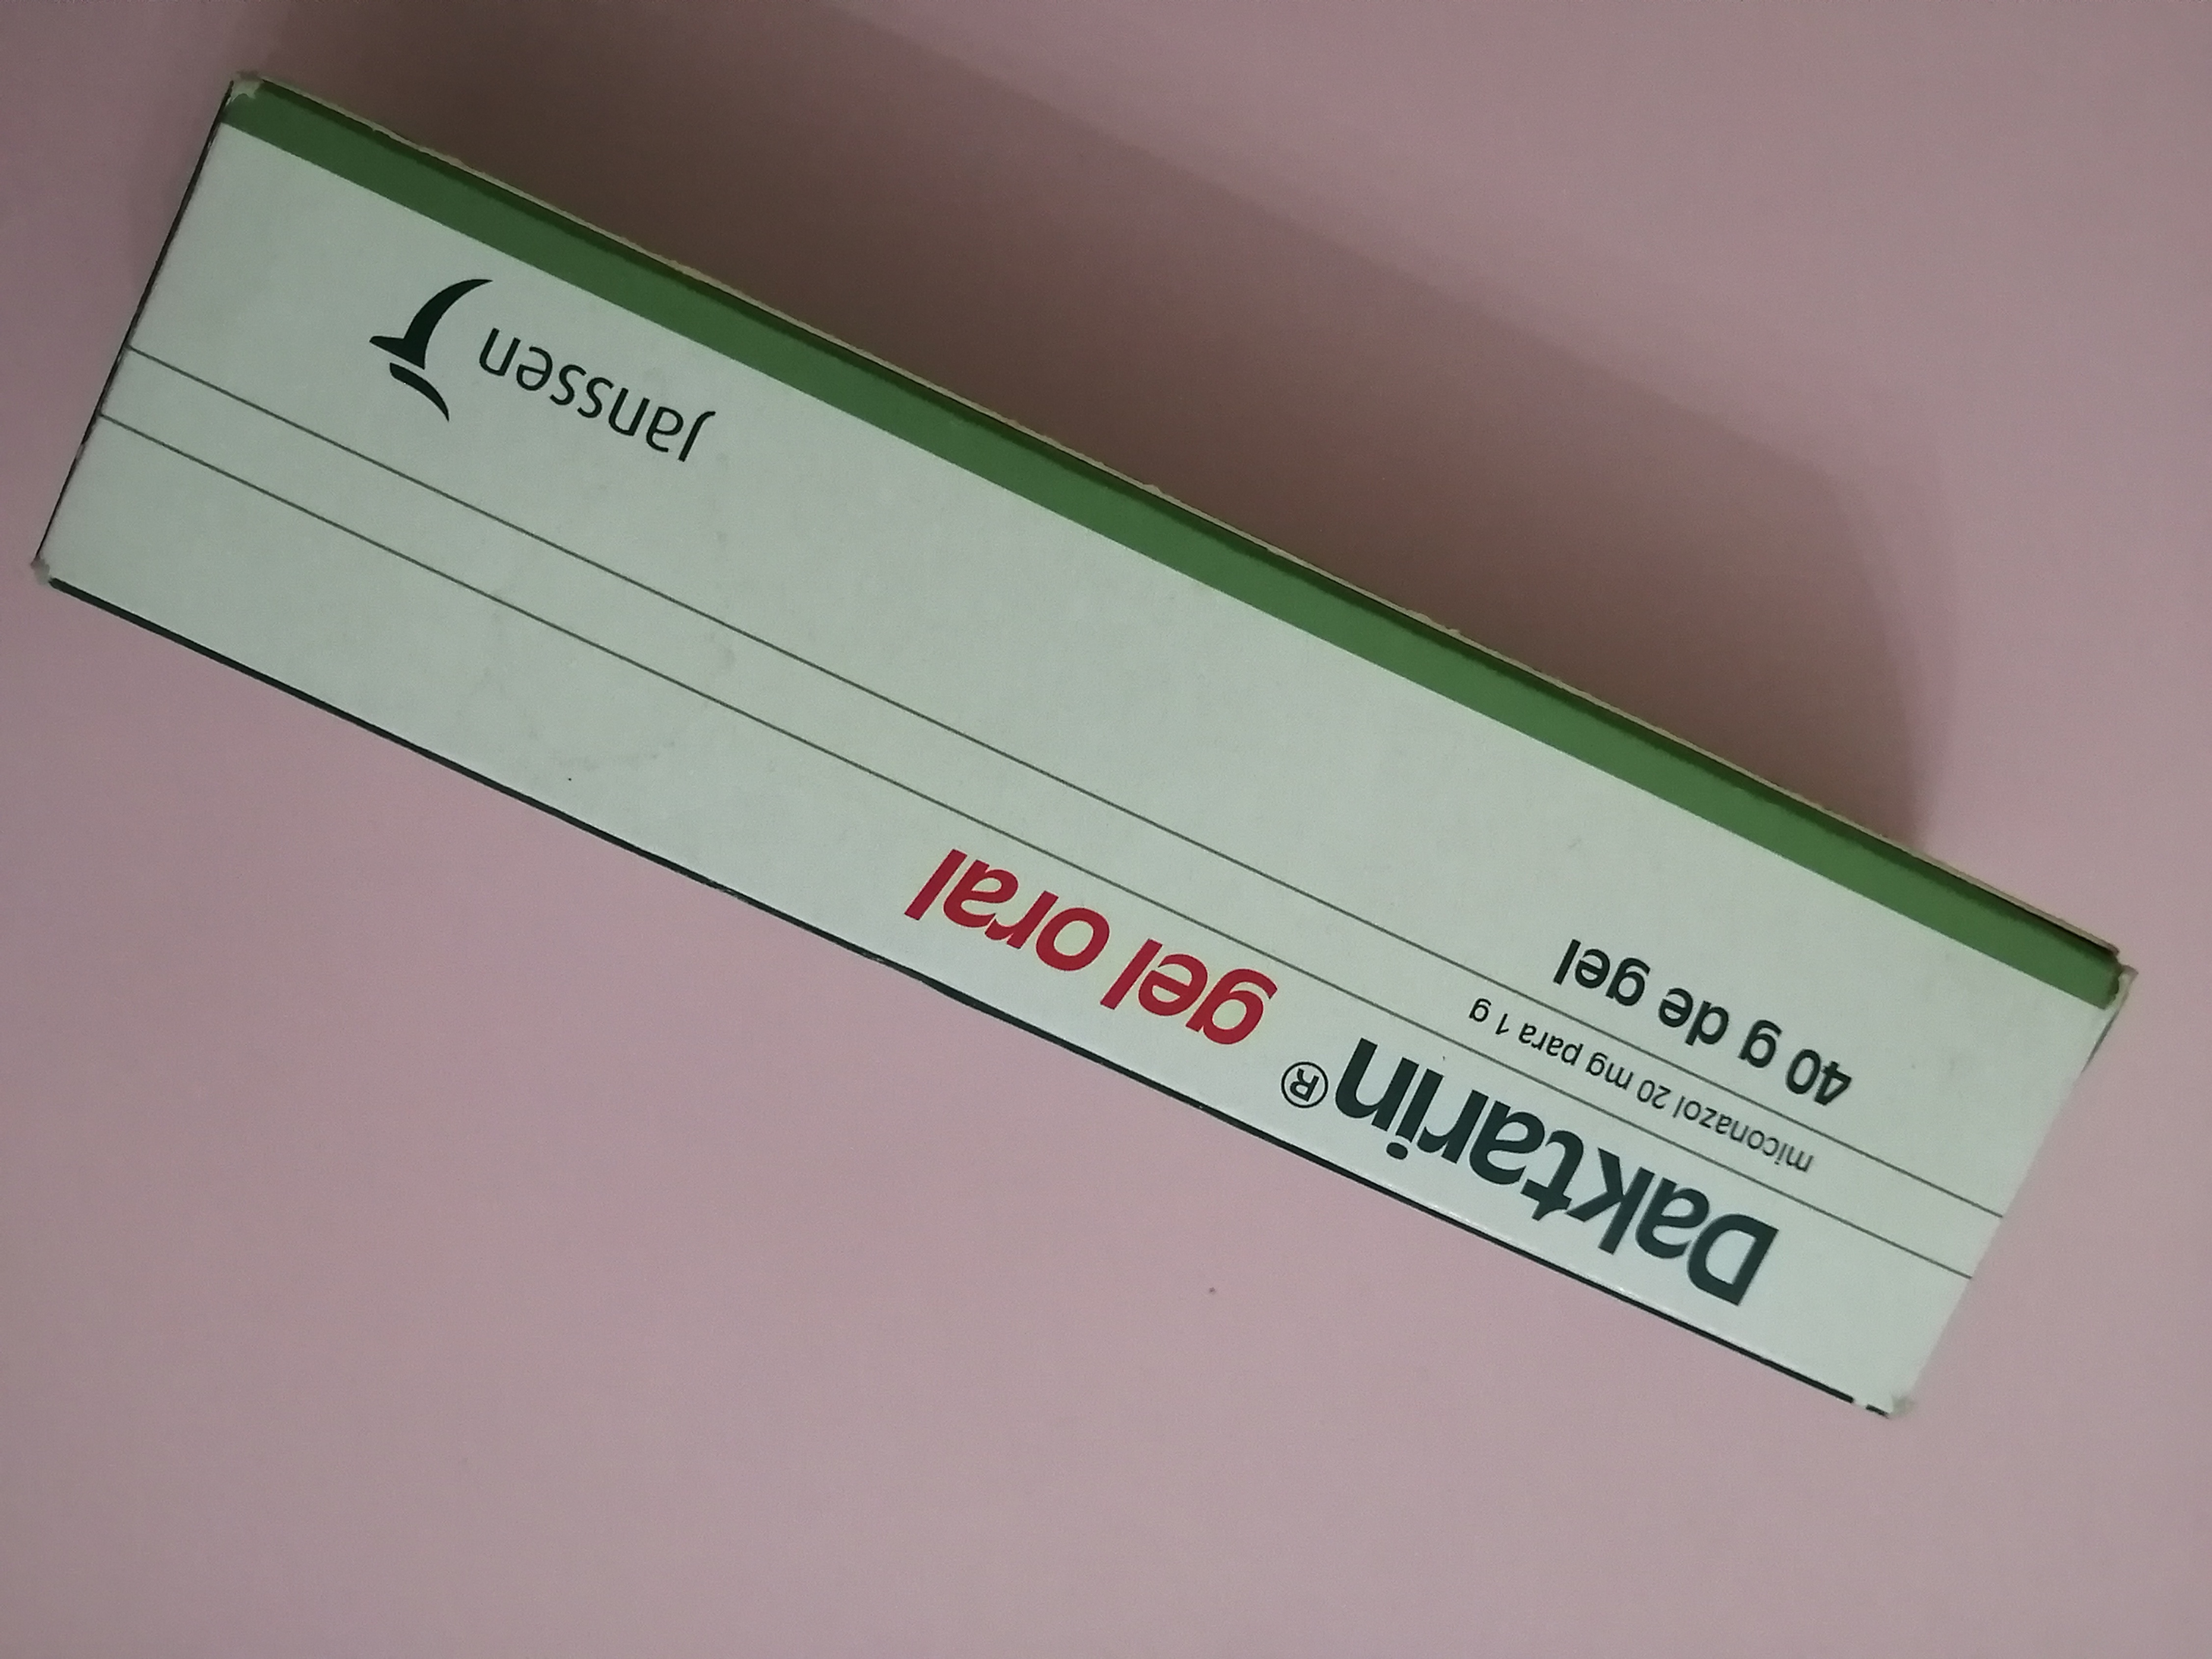 Daktarin® gel oral
miconazol 20 mg para 1 g
40 g de gel
janssen